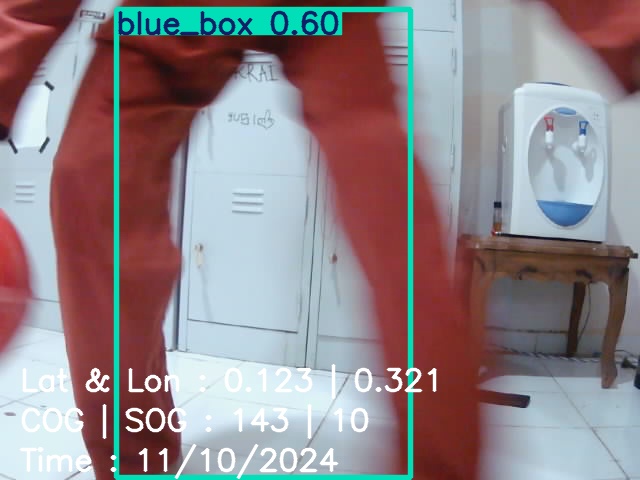 blue_box 0.60
Lat & Lon : 0.123 | 0.321
COG | SOG : 143 | 10
Time : 11/10/2024